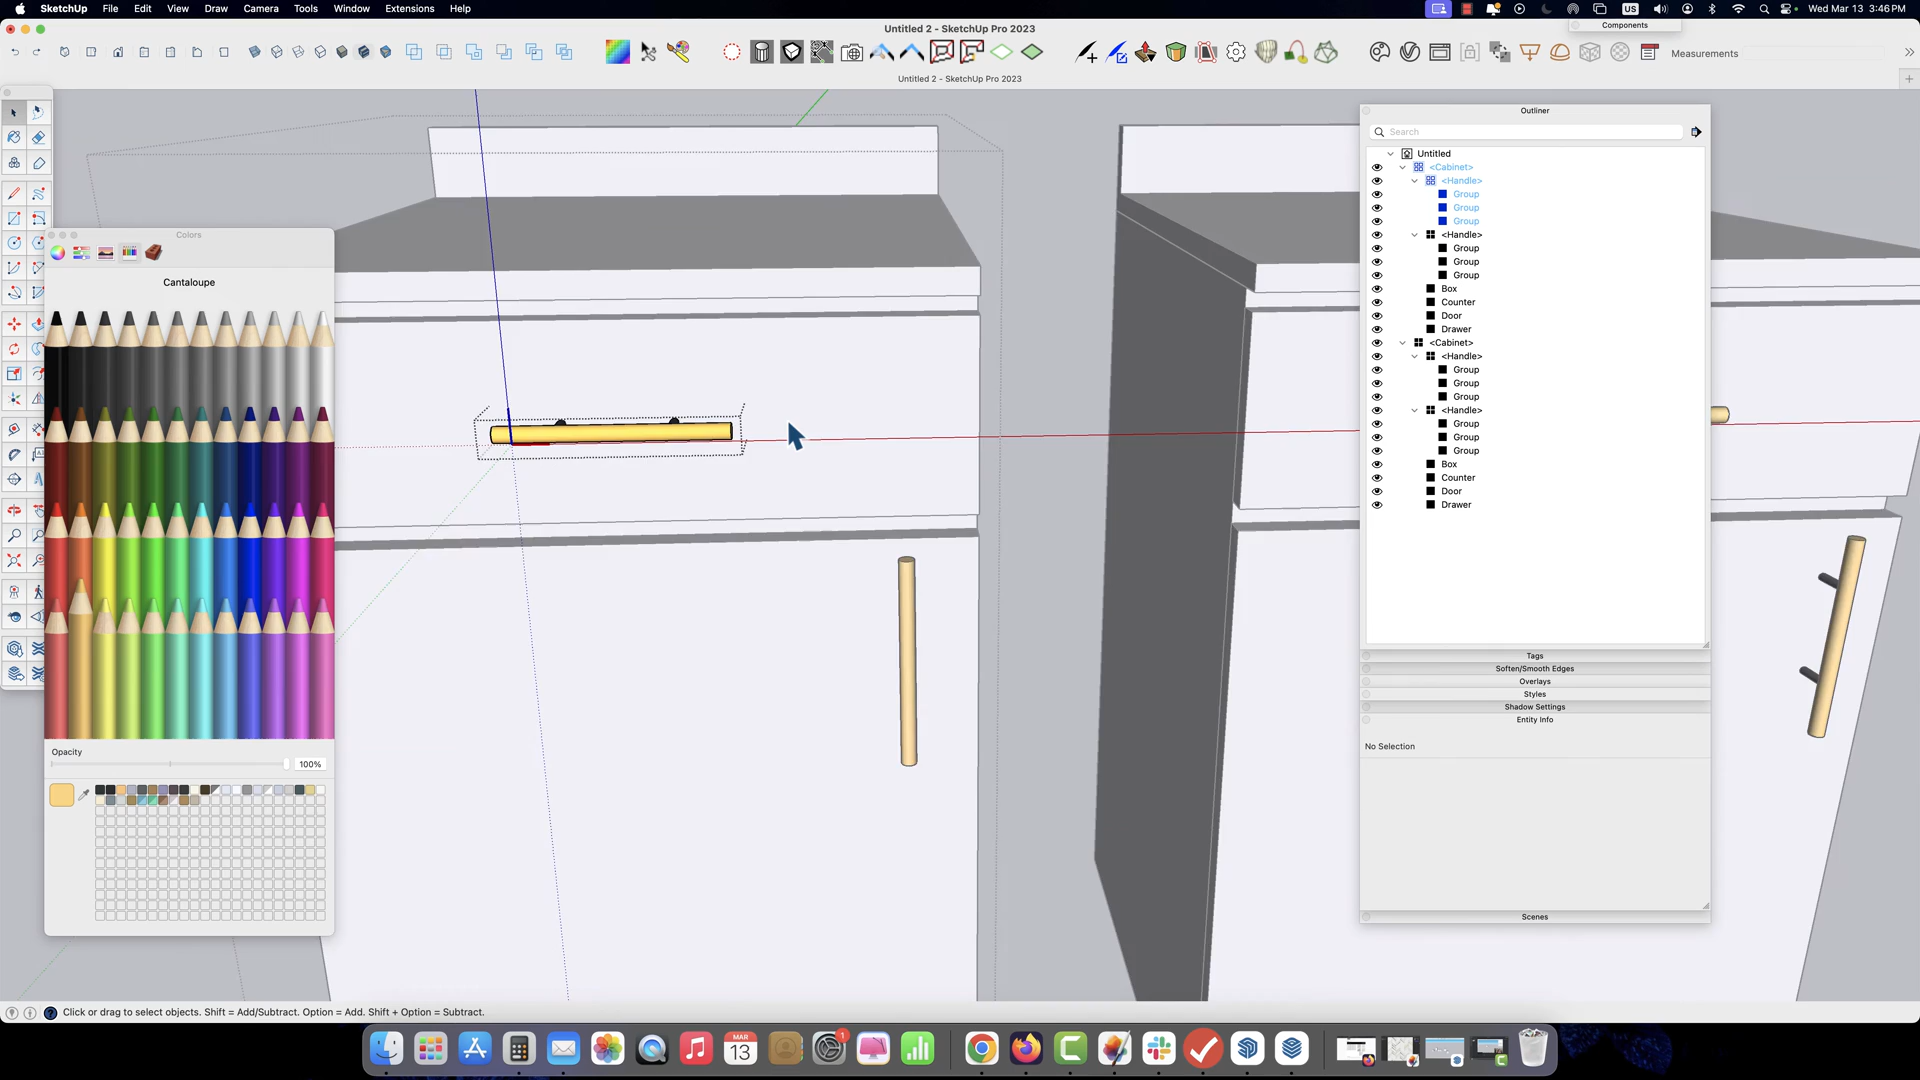 SketchUp File Edit View Draw Camera Tools Window Extensions Help
US Wed Mar 13 3:46 PM
Components
Untitled 2 - SketchUp Pro 2023
Measurements
Untitled 2 - SketchUp Pro 2023
Colors
Cantaloupe
Opacity
100%
Outliner
Search
Untitled
<Cabinet>
<Handle>
Group
Group
Group
<Handle>
Group
Group
Group
Box
Counter
Door
Drawer
<Cabinet>
<Handle>
Group
Group
Group
<Handle>
Group
Group
Group
Box
Counter
Door
Drawer
Tags
Soften/Smooth Edges
Overlays
Styles
Shadow Settings
Entity Info
No Selection
Scenes
Click or drag to select objects. Shift = Add/Subtract. Option = Add. Shift + Option = Subtract.
MAR
13
1